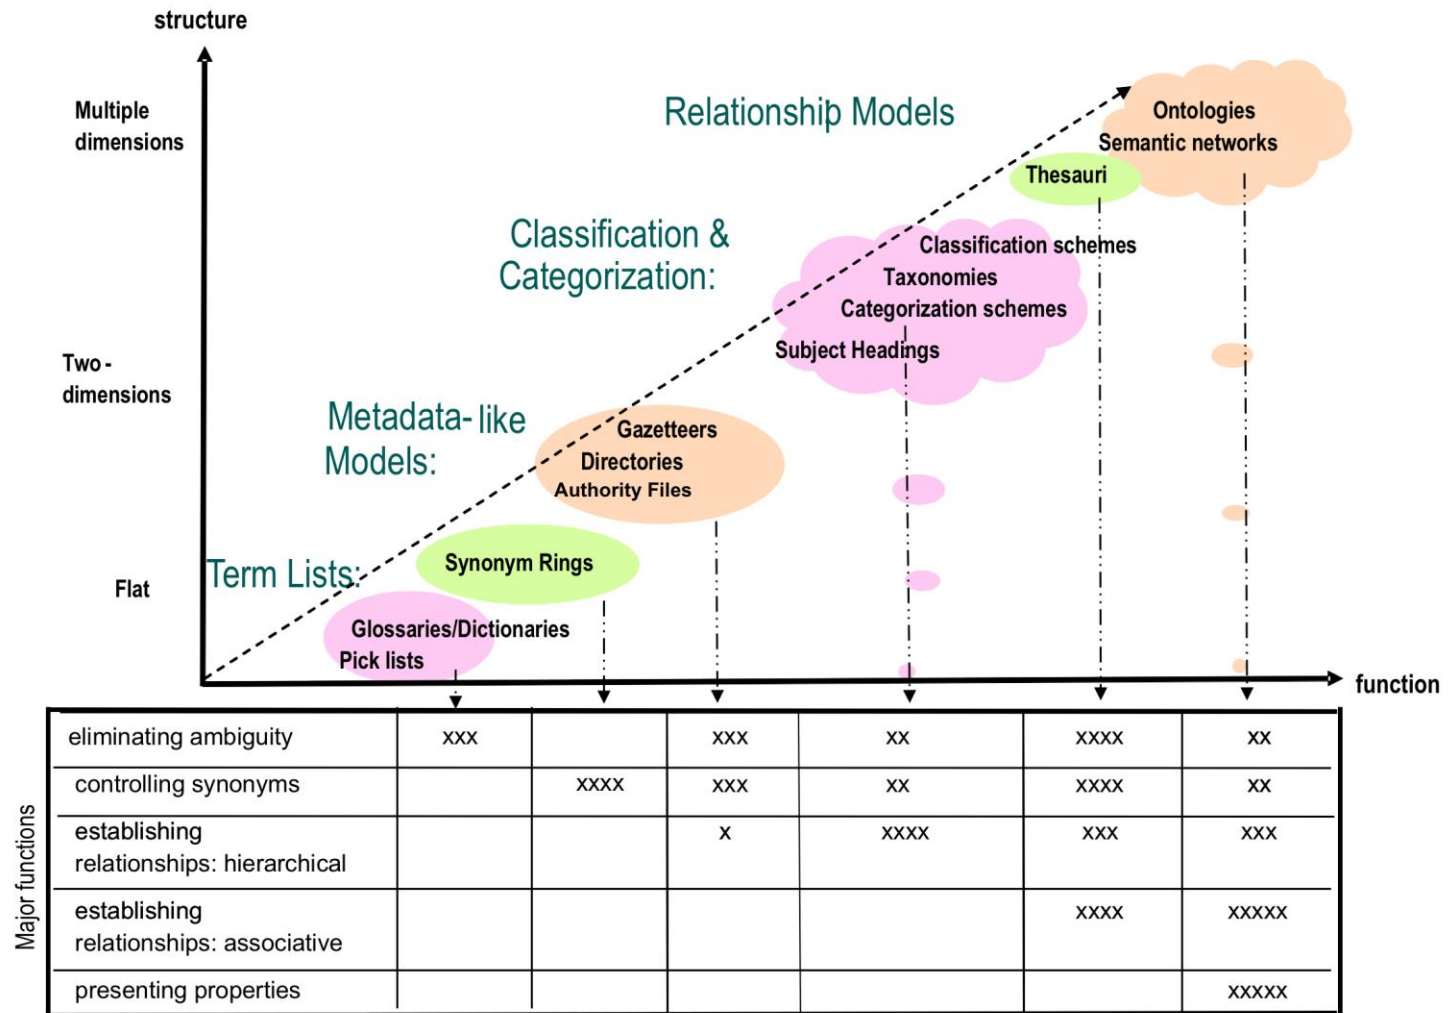 structure
Multiple
dimensions
Relationship Models
Ontologies
Semantic networks
Thesauri
Classification &
Categorization:
Classification schemes
Taxonomies
Categorization schemes
Subject Headings
Two-
dimensions
Metadata-like
Models:
Gazetteers
Directories
Authority Files
Term Lists:
Synonym Rings
Flat
Glossaries/Dictionaries
Pick lists
function
Major functions
eliminating ambiguity xxx xxx xx xxxx xx
controlling synonyms xxxx xxx xx xxxx xx
establishing x xxxx xxx xxx
relationships: hierarchical
establishing xxxx xxxxx
relationships: associative
presenting properties xxxxx